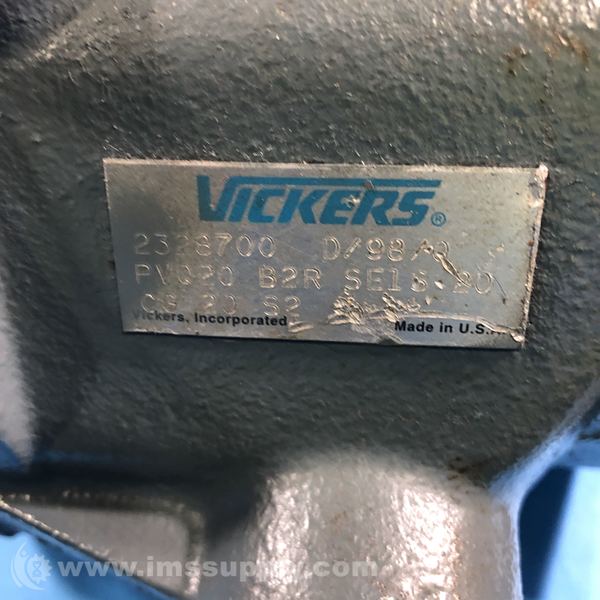 VICKERS®
2328700 D/98/
PVQ20 B2R SE1S 20
CG 20 S2
Vickers, Incorporated Made in U.S.A.
www.imssupply.com